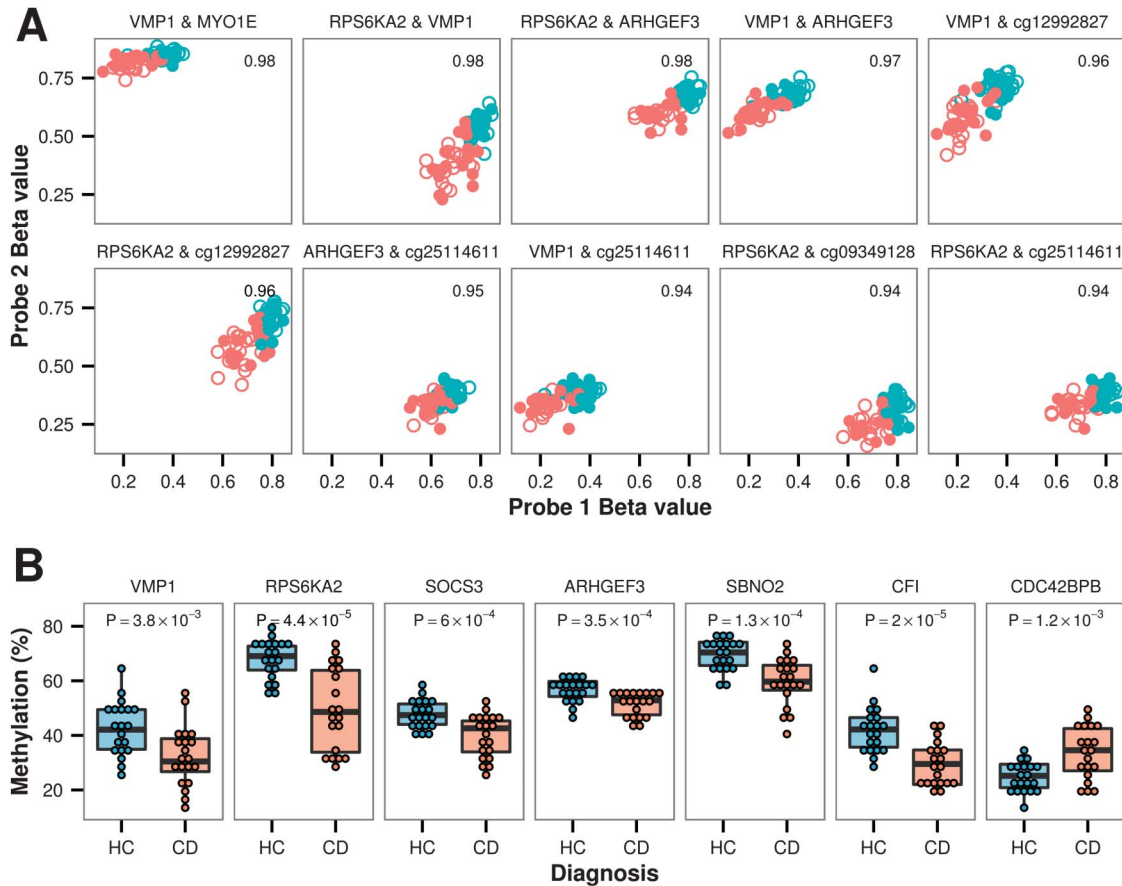 A
VMP1 & MYO1E
RPS6KA2 & VMP1
RPS6KA2 & ARHGEF3
VMP1 & ARHGEF3
VMP1 & cg12992827
0.98
0.98
0.98
0.97
0.96
0.75
0.50
0.25
RPS6KA2 & cg12992827
ARHGEF3 & cg25114611
VMP1 & cg25114611
RPS6KA2 & cg09349128
RPS6KA2 & cg25114611
0.96
0.95
0.94
0.94
0.94
0.75
0.50
0.25
Probe 2 Beta value
0.2 0.4 0.6 0.8 0.2 0.4 0.6 0.8 0.2 0.4 0.6 0.8 0.2 0.4 0.6 0.8 0.2 0.4 0.6 0.8
Probe 1 Beta value
B
VMP1
RPS6KA2
SOCS3
ARHGEF3
SBNO2
CFI
CDC42BPB
P = 3.8 × 10⁻³
P = 4.4 × 10⁻⁵
P = 6 × 10⁻⁴
P = 3.5 × 10⁻⁴
P = 1.3 × 10⁻⁴
P = 2 × 10⁻⁵
P = 1.2 × 10⁻³
80
60
40
20
Methylation (%)
HC CD HC CD HC CD HC CD HC CD HC CD HC CD
Diagnosis